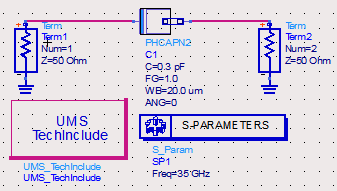 Term
Term1
Num=1
Z=50 Ohm
PHCAPN2
C1
C=0.3 pF
FG=1.0
WB=20.0 um
ANG=0
Term
Term2
Num=2
Z=50 Ohm
UMS
TechInclude
UMS_TechInclude
UMS_TechInclude
S-PARAMETERS
S_Param
SP1
Freq=35 GHz